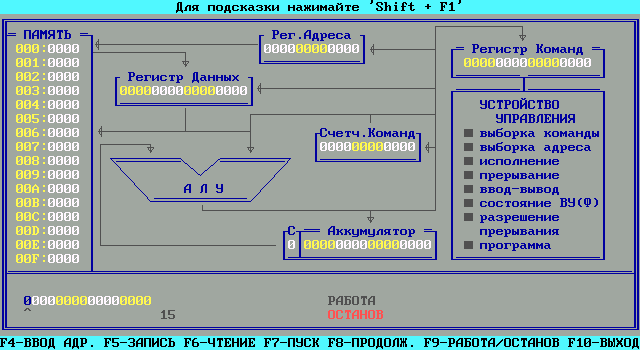 Для подсказки нажимайте 'Shift + F1'
ПАМЯТЬ
000:0000
001:0000
002:0000
003:0000
004:0000
005:0000
006:0000
007:0000
008:0000
009:0000
00A:0000
00B:0000
00C:0000
00D:0000
00E:0000
00F:0000
Рег.Адреса
000000000000
Регистр Команд
0000000000000000
Регистр Данных
0000000000000000
Счетч.Команд
000000000000
АЛУ
С Аккумулятор
0 0000000000000000
УСТРОЙСТВО
УПРАВЛЕНИЯ
выборка команды
выборка адреса
исполнение
прерывание
ввод-вывод
состояние ВУ(Ф)
разрешение
прерывания
программа
0000000000000000
^
15
РАБОТА
ОСТАНОВ
F4-ВВОД АДР. F5-ЗАПИСЬ F6-ЧТЕНИЕ F7-ПУСК F8-ПРОДОЛЖ. F9-РАБОТА/ОСТАНОВ F10-ВЫХОД